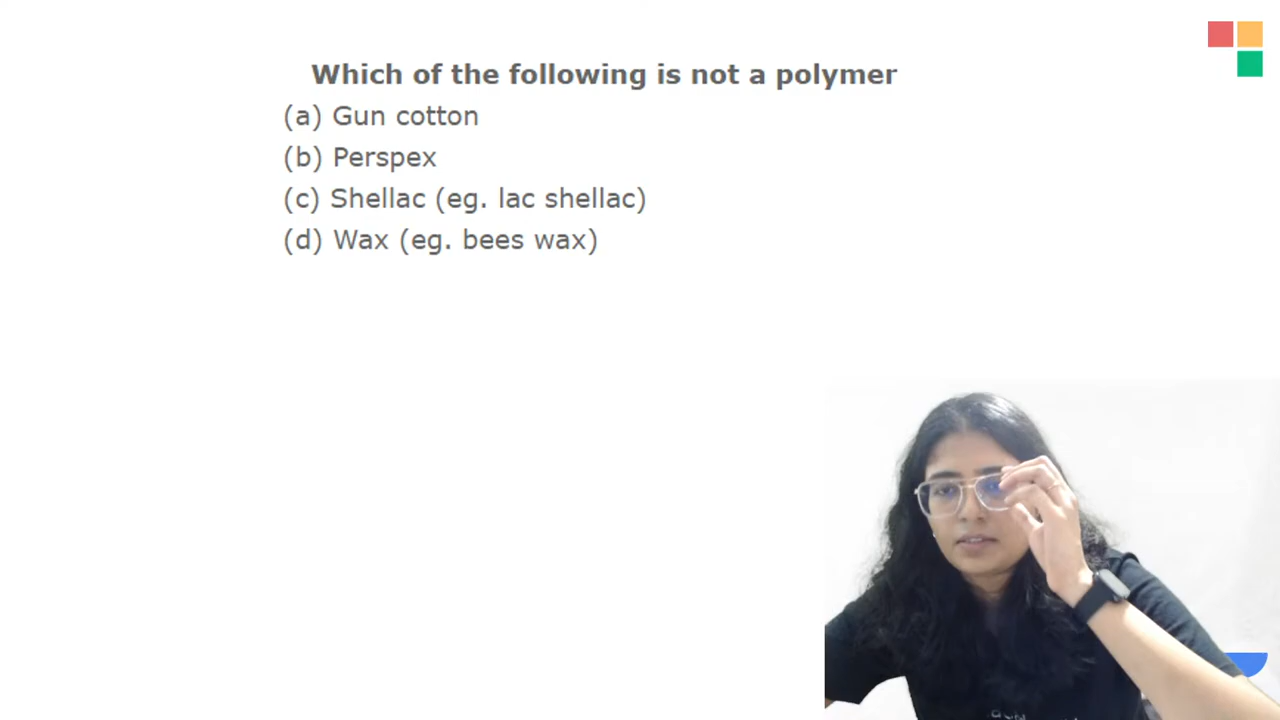 Which of the following is not a polymer
(a) Gun cotton
(b) Perspex
(c) Shellac (eg. lac shellac)
(d) Wax (eg. bees wax)